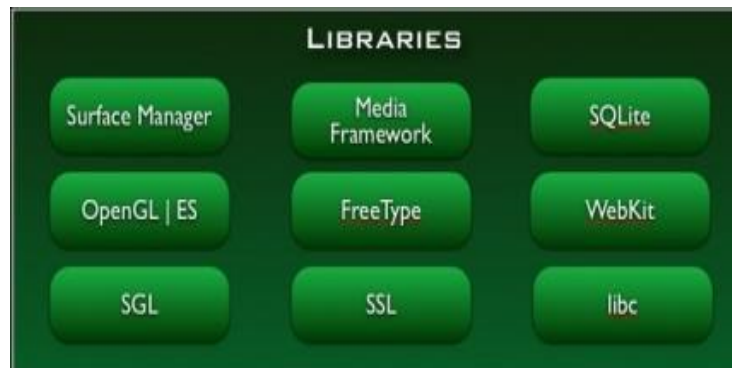 LIBRARIES
Surface Manager
Media
Framework
SQLite
OpenGL | ES
FreeType
WebKit
SGL
SSL
libc